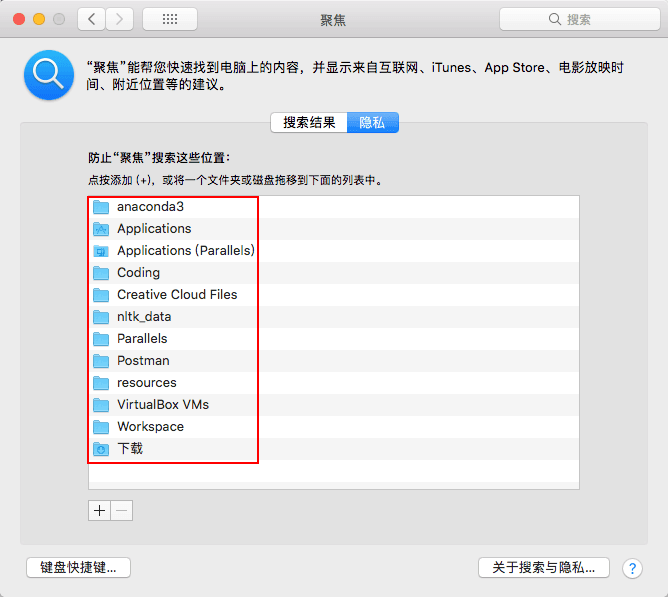 聚焦
搜索
“聚焦”能帮您快速找到电脑上的内容，并显示来自互联网、iTunes、App Store、电影放映时
间、附近位置等的建议。
搜索结果
隐私
防止“聚焦”搜索这些位置：
点按添加 (+)，或将一个文件夹或磁盘拖移到下面的列表中。
anaconda3
Applications
Applications (Parallels)
Coding
Creative Cloud Files
nltk_data
Parallels
Postman
resources
VirtualBox VMs
Workspace
下载
键盘快捷键...
关于搜索与隐私...
?